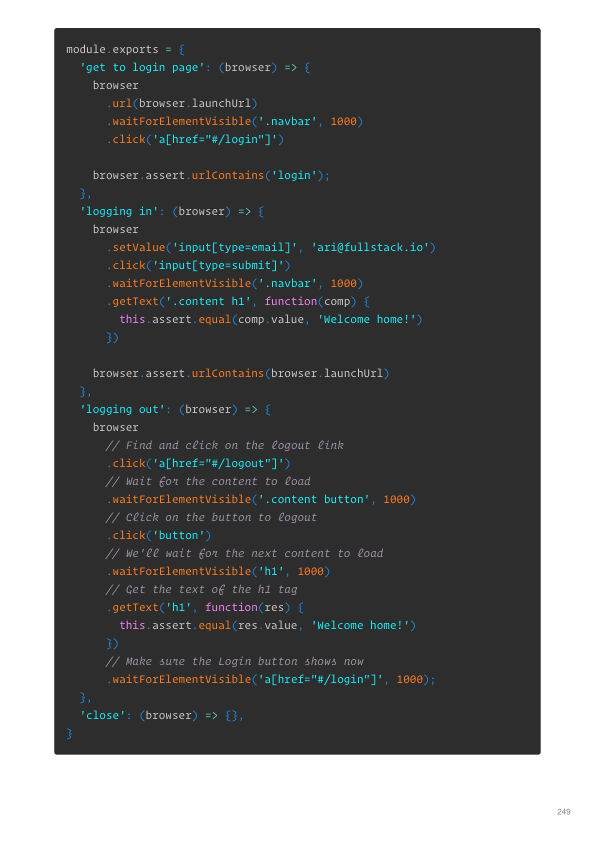 module.exports = {
  'get to login page': (browser) => {
    browser
      .url(browser.launchUrl)
      .waitForElementVisible('.navbar', 1000)
      .click('a[href="#/login"]')

    browser.assert.urlContains('login');
  },
  'logging in': (browser) => {
    browser
      .setValue('input[type=email]', 'ari@fullstack.io')
      .click('input[type=submit]')
      .waitForElementVisible('.navbar', 1000)
      .getText('.content h1', function(comp) {
        this.assert.equal(comp.value, 'Welcome home!')
      })

    browser.assert.urlContains(browser.launchUrl)
  },
  'logging out': (browser) => {
    browser
      // Find and click on the logout link
      .click('a[href="#/logout"]')
      // Wait for the content to load
      .waitForElementVisible('.content button', 1000)
      // Click on the button to logout
      .click('button')
      // We'll wait for the next content to load
      .waitForElementVisible('h1', 1000)
      // Get the text of the h1 tag
      .getText('h1', function(res) {
        this.assert.equal(res.value, 'Welcome home!')
      })
      // Make sure the Login button shows now
      .waitForElementVisible('a[href="#/login"]', 1000);
  },
  'close': (browser) => {},
}
249